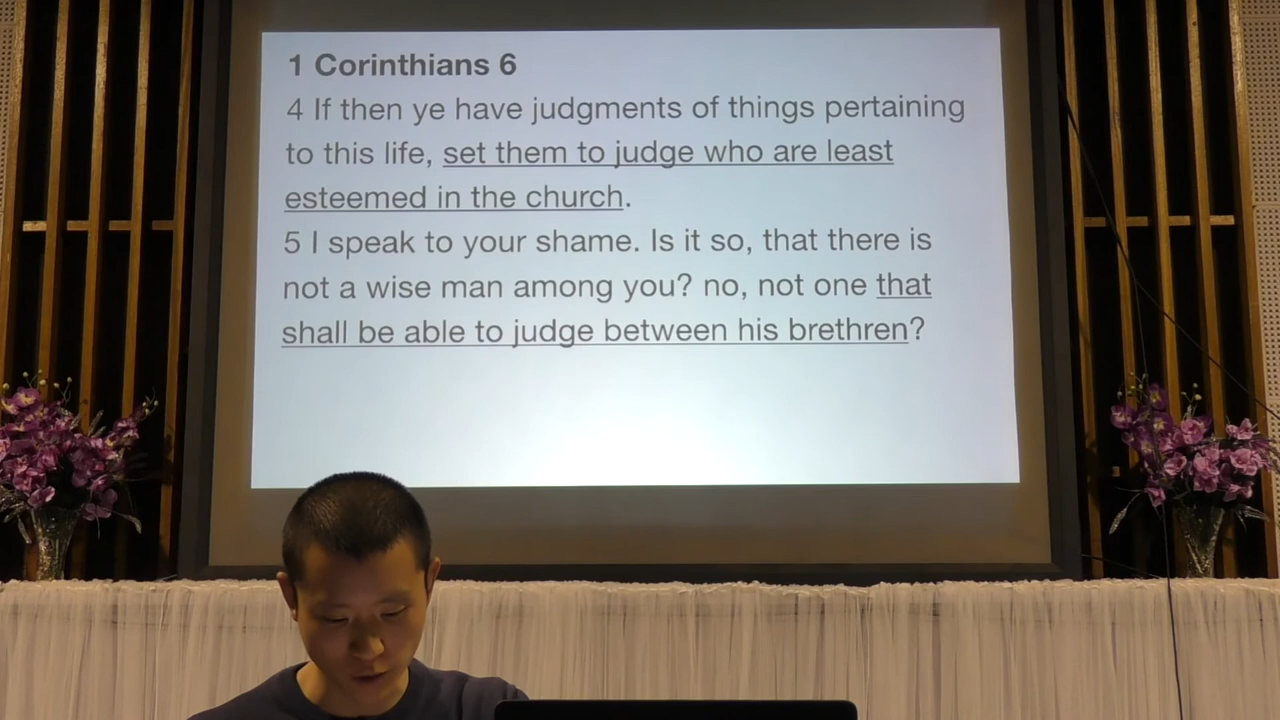 1 Corinthians 6
4 If then ye have judgments of things pertaining
to this life, set them to judge who are least
esteemed in the church.
5 I speak to your shame. Is it so, that there is
not a wise man among you? no, not one that
shall be able to judge between his brethren?